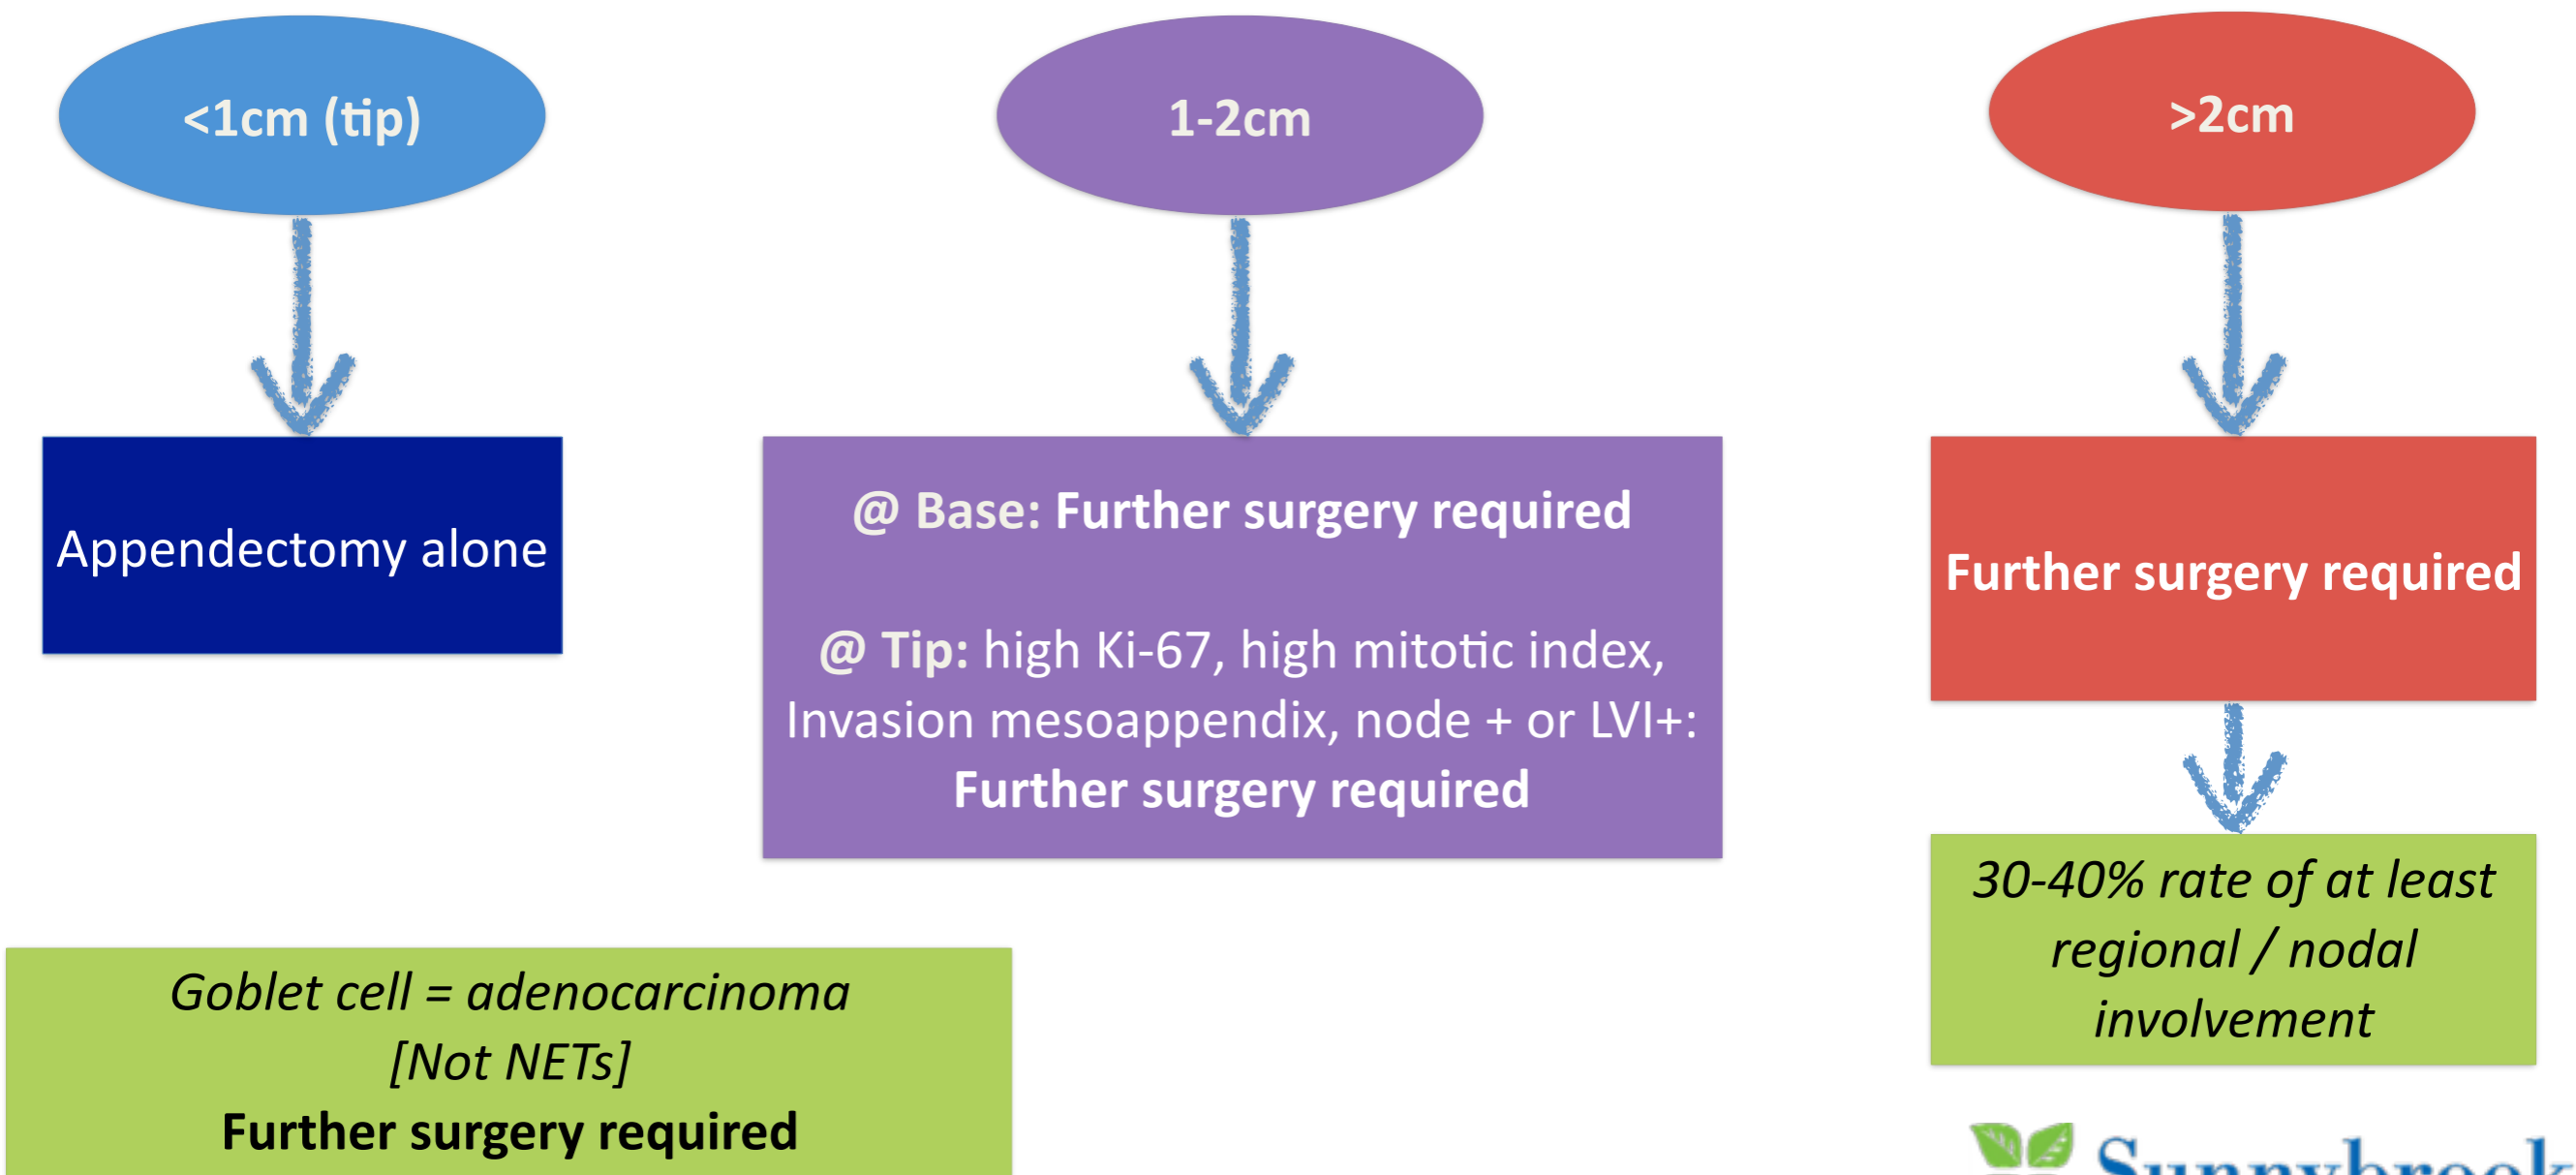 <1cm (tip)
1-2cm
>2cm
Appendectomy alone
@ Base: Further surgery required
@ Tip: high Ki-67, high mitotic index,
Invasion mesoappendix, node + or LVI+:
Further surgery required
Further surgery required
30-40% rate of at least
regional / nodal
involvement
Goblet cell = adenocarcinoma
[Not NETs]
Further surgery required
Sunnybrook